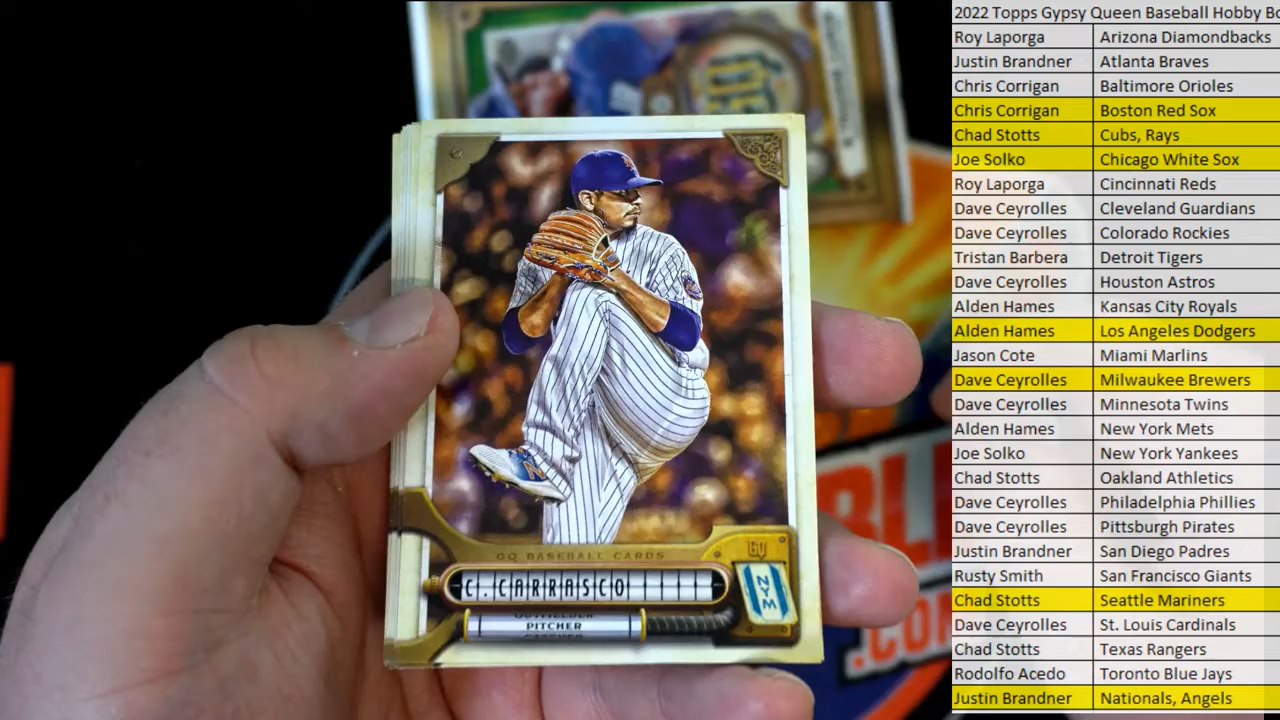 2022 Topps Gypsy Queen Baseball Hobby Bo
Roy Laporga Arizona Diamondbacks
Justin Brandner Atlanta Braves
Chris Corrigan Baltimore Orioles
Chris Corrigan Boston Red Sox
Chad Stotts Cubs, Rays
Joe Solko Chicago White Sox
Roy Laporga Cincinnati Reds
Dave Ceyrolles Cleveland Guardians
Dave Ceyrolles Colorado Rockies
Tristan Barbera Detroit Tigers
Dave Ceyrolles Houston Astros
Alden Hames Kansas City Royals
Alden Hames Los Angeles Dodgers
Jason Cote Miami Marlins
Dave Ceyrolles Milwaukee Brewers
Dave Ceyrolles Minnesota Twins
Alden Hames New York Mets
Joe Solko New York Yankees
Chad Stotts Oakland Athletics
Dave Ceyrolles Philadelphia Phillies
Dave Ceyrolles Pittsburgh Pirates
Justin Brandner San Diego Padres
Rusty Smith San Francisco Giants
Chad Stotts Seattle Mariners
Dave Ceyrolles St. Louis Cardinals
Chad Stotts Texas Rangers
Rodolfo Acedo Toronto Blue Jays
Justin Brandner Nationals, Angels
GQ BASEBALL CARDS
GQ
C. CARRASCO
NYM
OUTFIELDER
PITCHER
CATCHER
BL
.CO